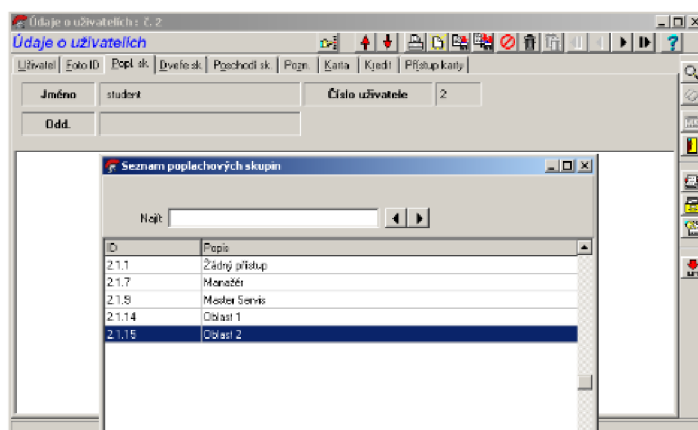 Údaje o uživatelích : č. 2
Údaje o uživatelích
Uživatel Foto ID Popl. sk. Dveře sk. Poschodí sk. Pozn. Karta Kredit Přístup karty
Jméno student Číslo uživatele 2
Odd.
Seznam poplachových skupin
Najít
ID Popis
2.1.1 Žádný přístup
2.1.7 Manažér
2.1.9 Master Servis
2.1.14 Oblast 1
2.1.15 Oblast 2